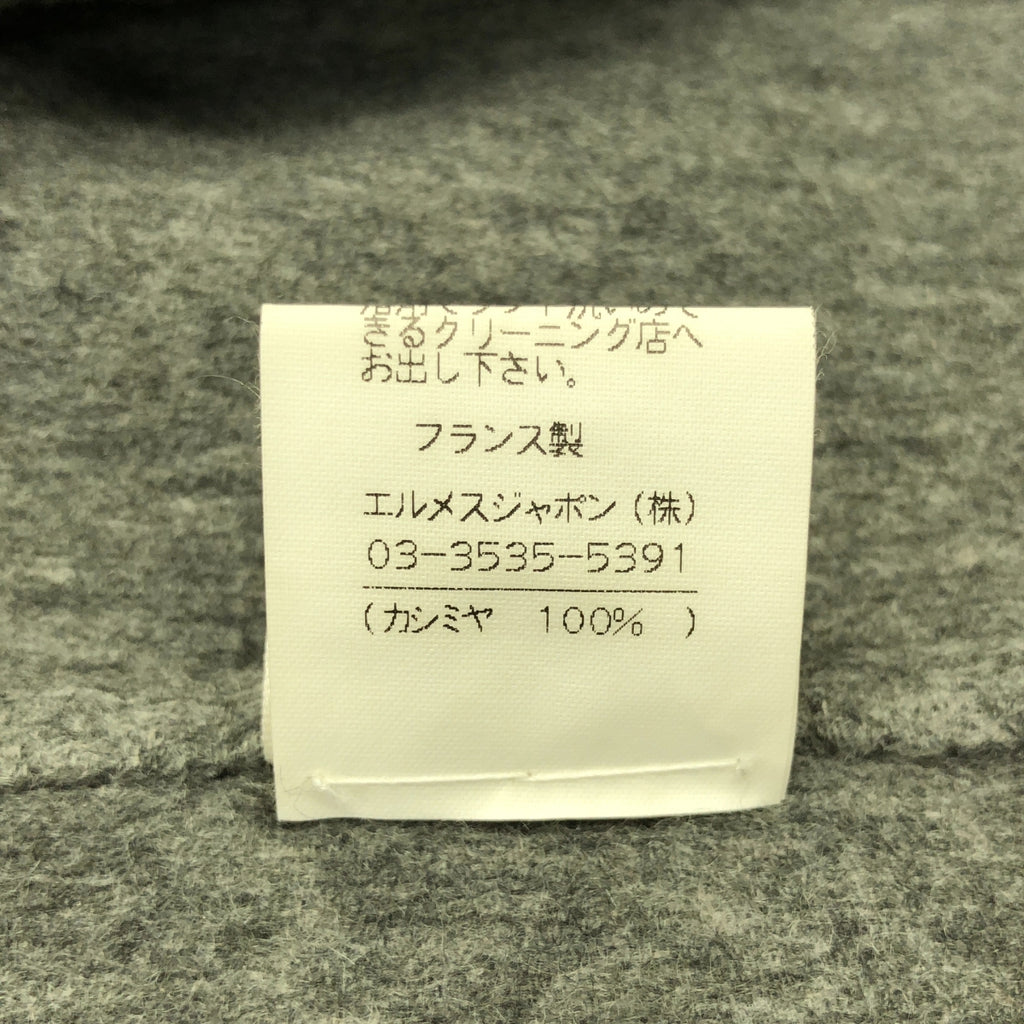 きるクリーニング店へ
お出し下さい。
フランス製
エルメスジャポン(株)
03-3535-5391
(カシミヤ 100% )